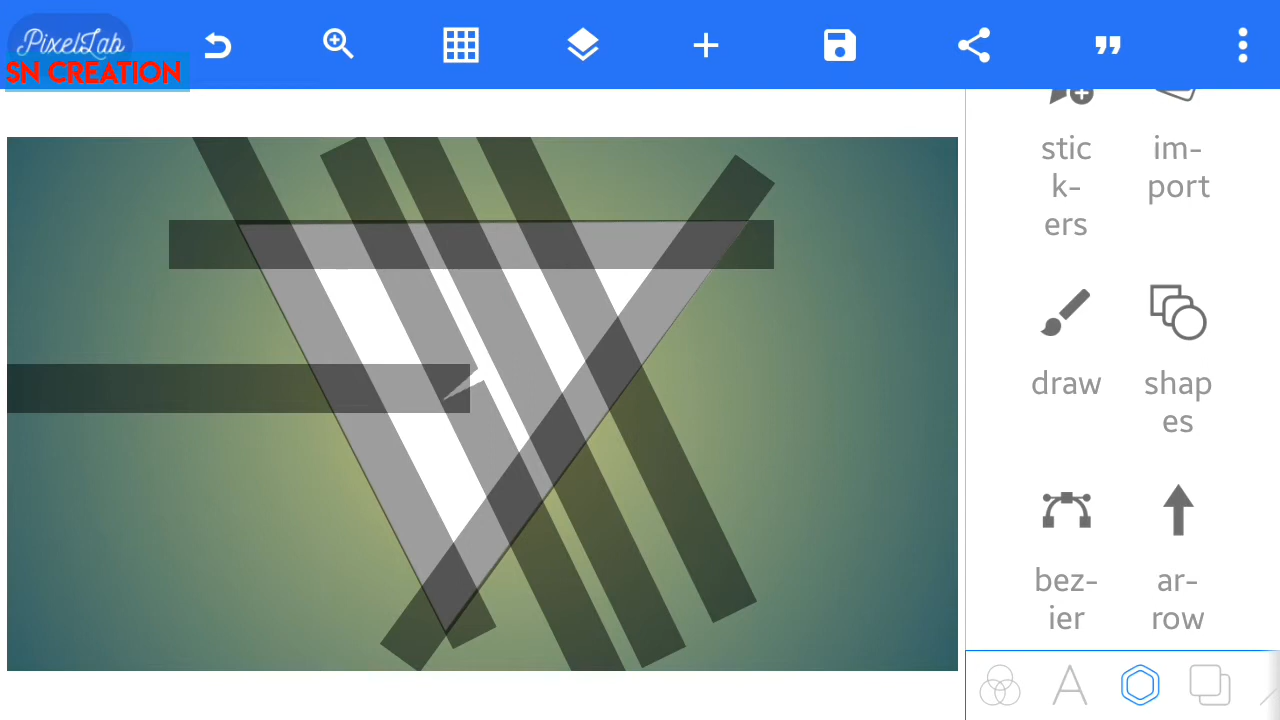 PixelLab
SN CREATION
stic
k-
ers
im-
port
draw
shap
es
bez-
ier
ar-
row